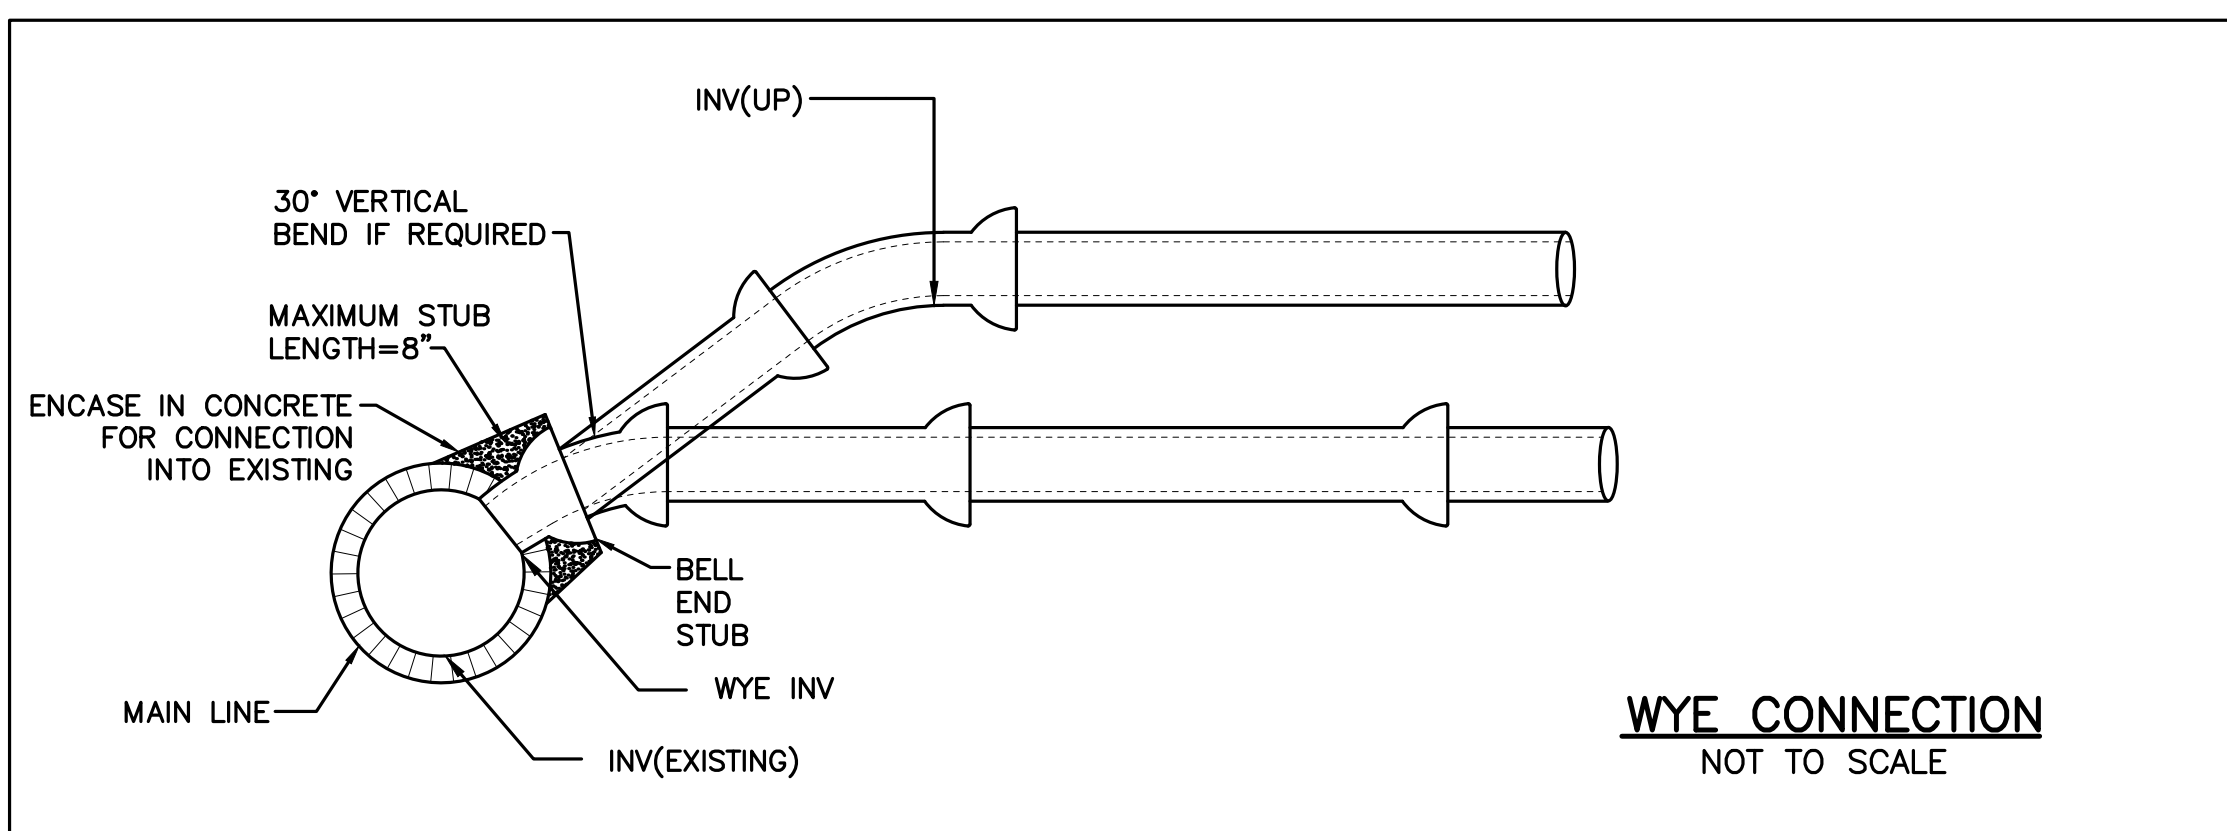 INV(UP)
30° VERTICAL
BEND IF REQUIRED
MAXIMUM STUB
LENGTH=8”
ENCASE IN CONCRETE
FOR CONNECTION
INTO EXISTING
BELL
END
STUB
WYE INV
MAIN LINE
INV(EXISTING)
WYE CONNECTION
NOT TO SCALE